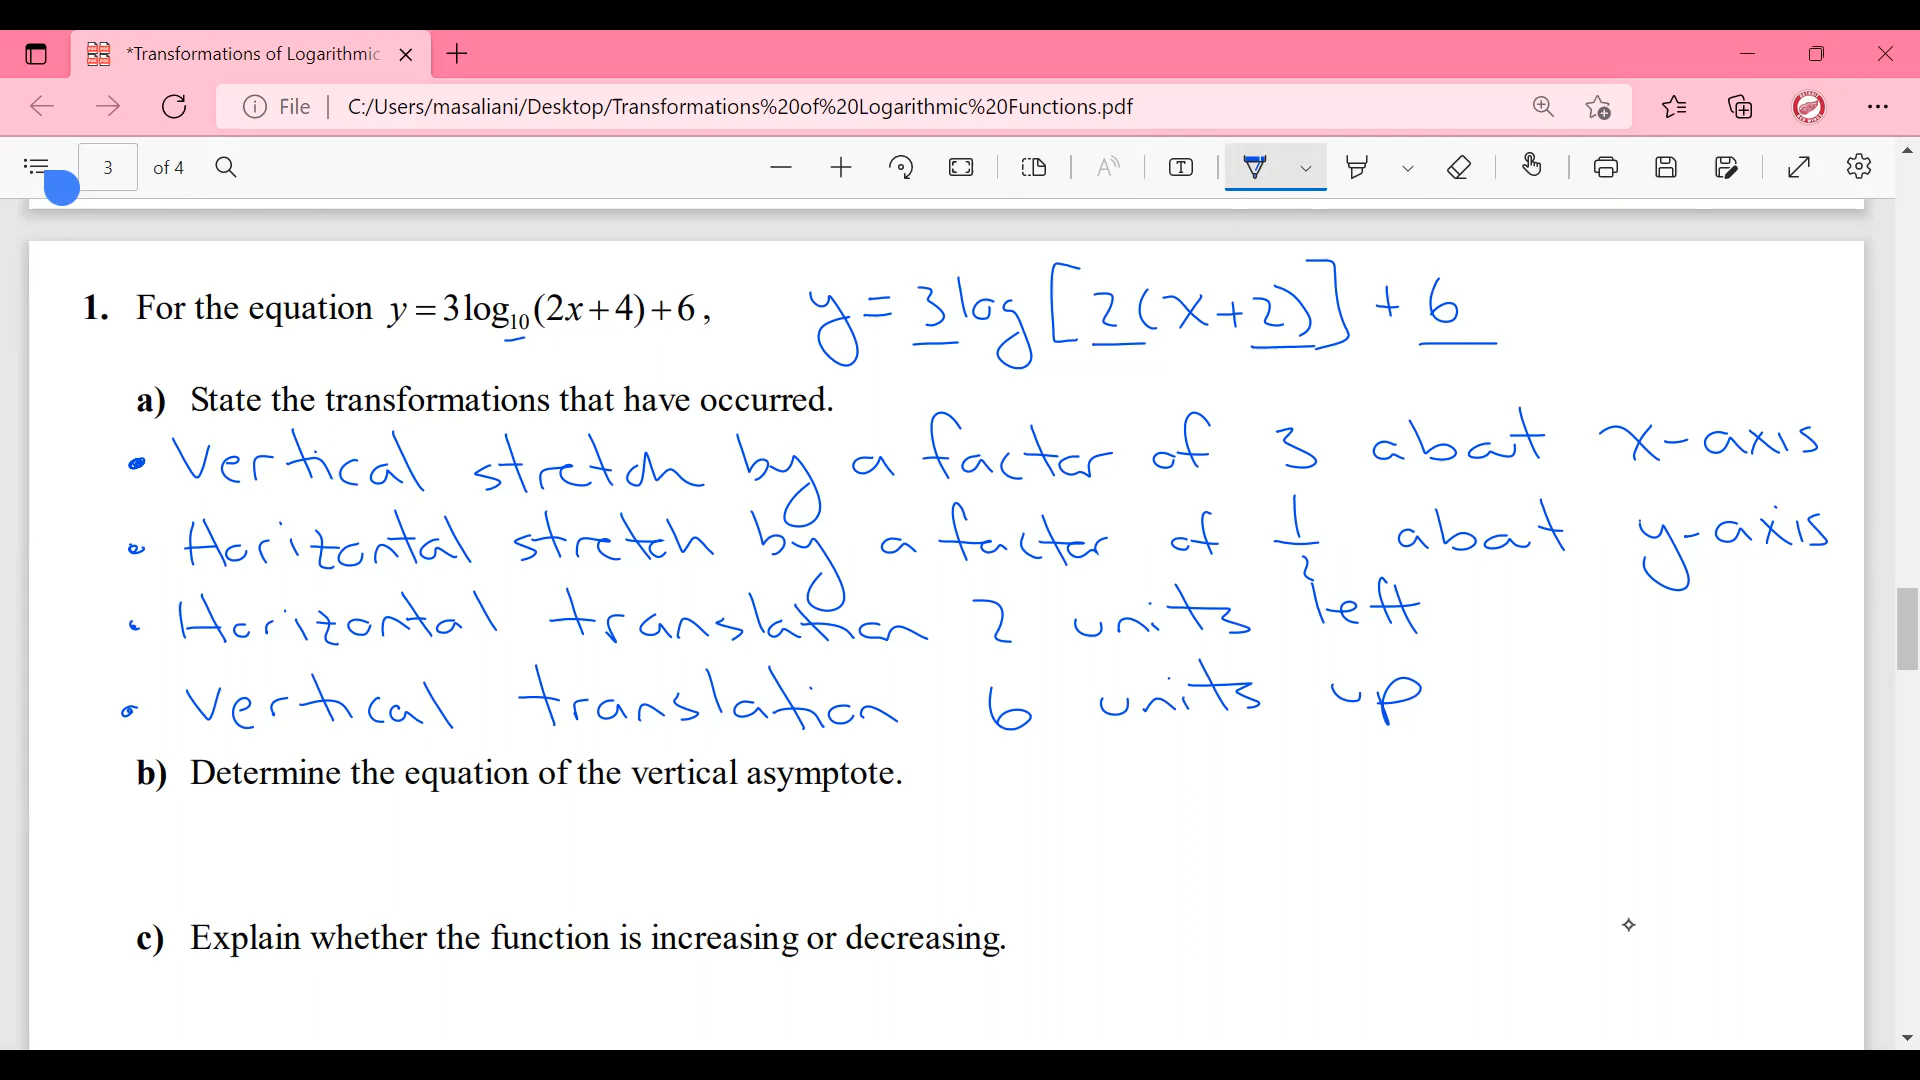 *Transformations of Logarithmic
File | C:/Users/masaliani/Desktop/Transformations%20of%20Logarithmic%20Functions.pdf
3 of 4
1. For the equation y = 3log₁₀(2x+4)+6, y = 3log[2(x+2)] + 6
a) State the transformations that have occurred.
• Vertical stretch by a factor of 3 about x-axis
• Horizontal stretch by a factor of 1/2 about y-axis
• Horizontal translation 2 units left
• Vertical translation 6 units up
b) Determine the equation of the vertical asymptote.
c) Explain whether the function is increasing or decreasing.